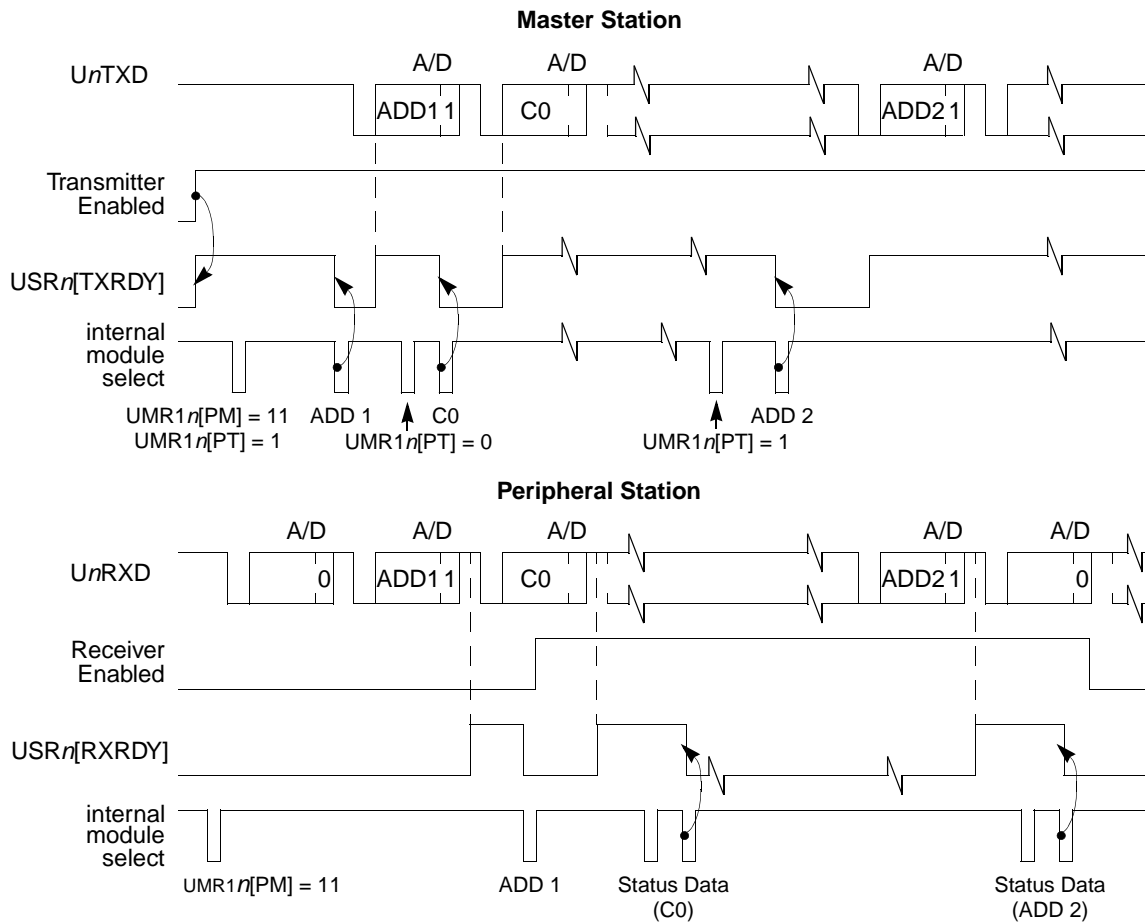 Master Station
A/D A/D A/D
UnTXD
ADD1 1 C0 ADD2 1
Transmitter
Enabled
USRn[TXRDY]
internal
module
select
UMR1n[PM] = 11 ADD 1 C0 ADD 2
UMR1n[PT] = 1 UMR1n[PT] = 0 UMR1n[PT] = 1
Peripheral Station
A/D A/D A/D A/D A/D
UnRXD
0 ADD1 1 C0 ADD2 1 0
Receiver
Enabled
USRn[RXRDY]
internal
module
select
UMR1n[PM] = 11 ADD 1 Status Data Status Data
(C0) (ADD 2)